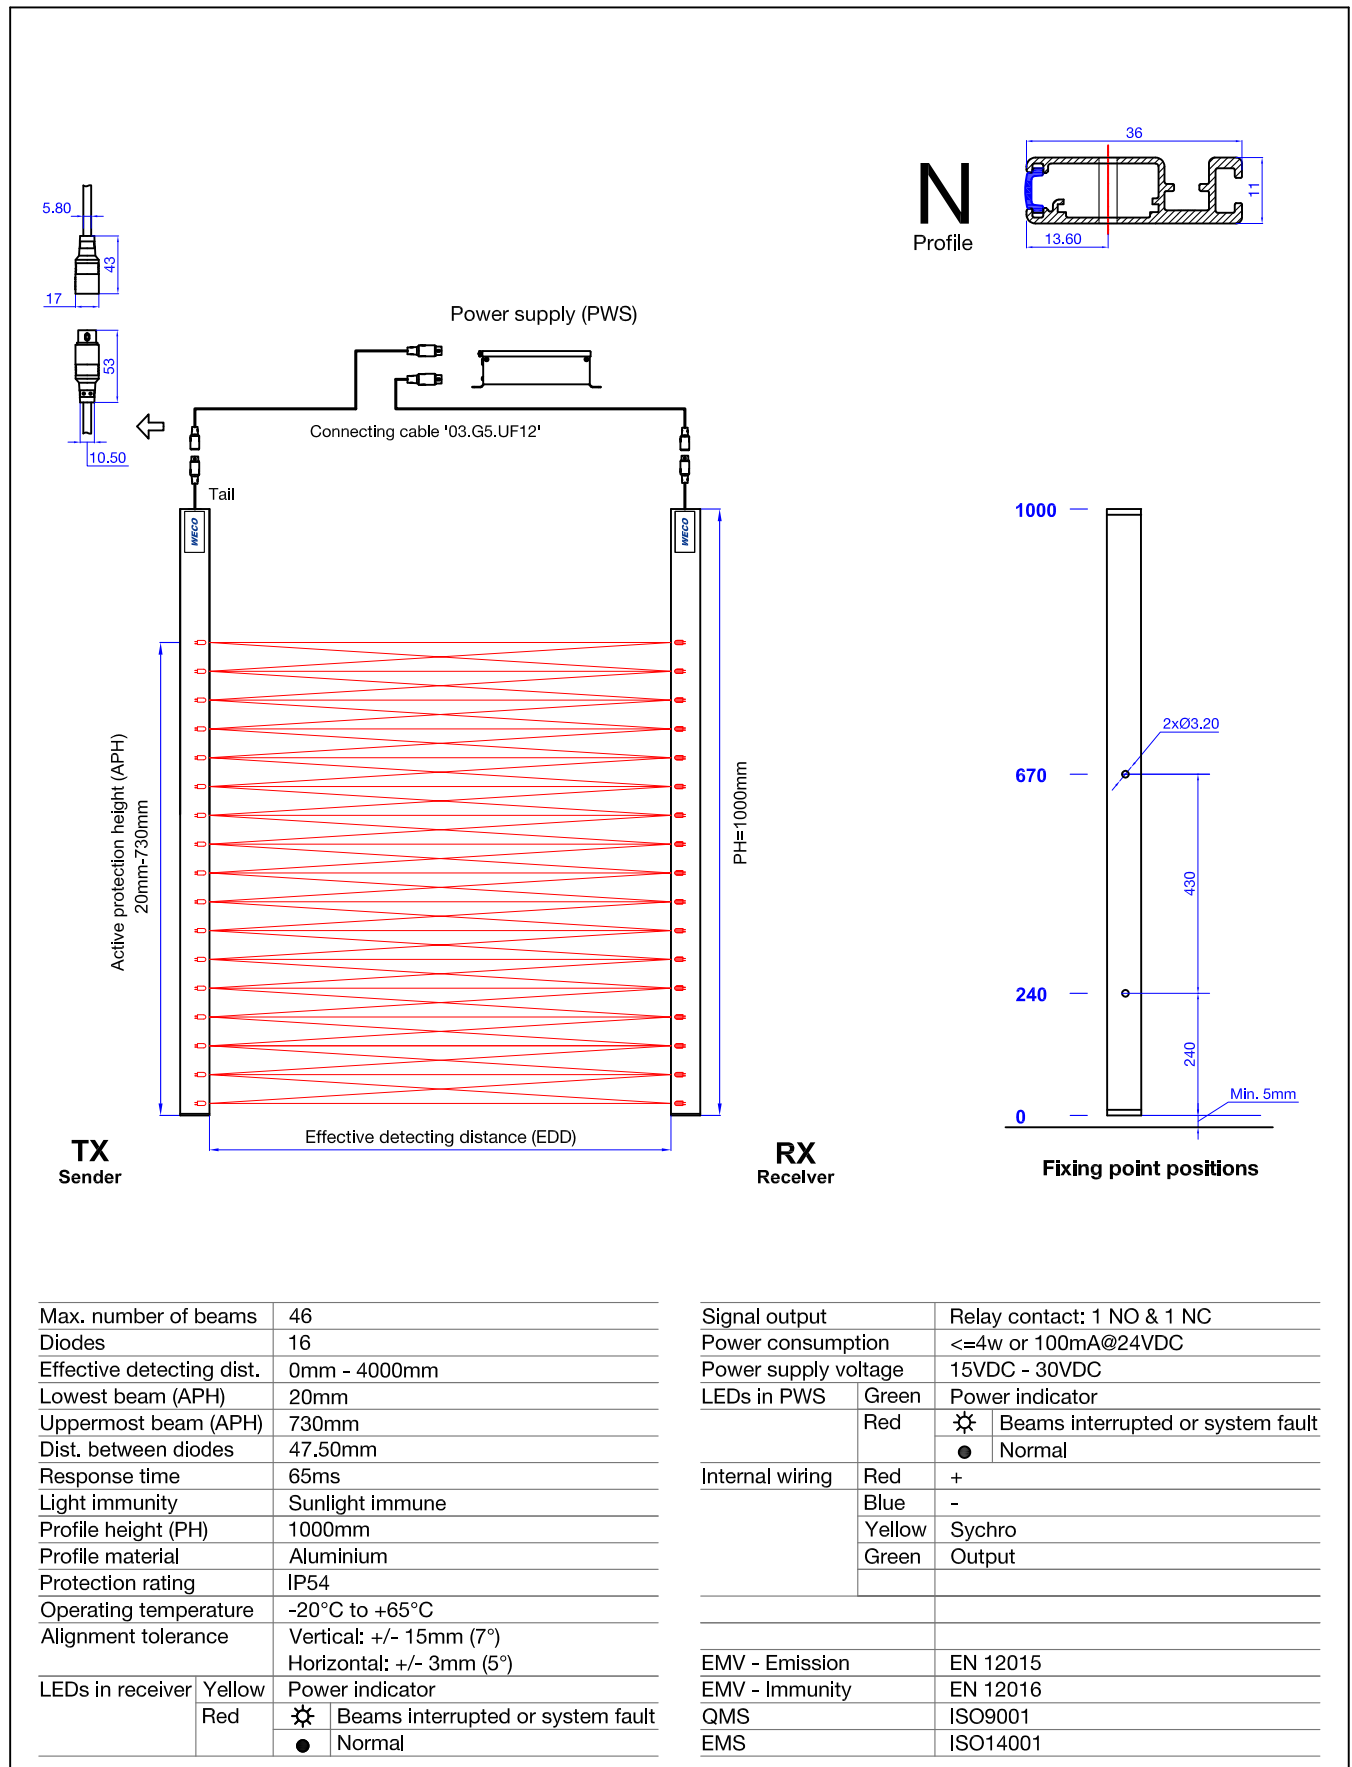 36
N
Profile
11
13.60
5.80
43
17
53
10.50
Power supply (PWS)
Connecting cable '03.G5.UF12'
Tail
WECO
WECO
Active protection height (APH)
20mm-730mm
PH=1000mm
Effective detecting distance (EDD)
TX
Sender
RX
Receiver
1000
2xØ3.20
670
430
240
240
Min. 5mm
0
Fixing point positions
Max. number of beams 46
Diodes 16
Effective detecting dist. 0mm - 4000mm
Lowest beam (APH) 20mm
Uppermost beam (APH) 730mm
Dist. between diodes 47.50mm
Response time 65ms
Light immunity Sunlight immune
Profile height (PH) 1000mm
Profile material Aluminium
Protection rating IP54
Operating temperature -20°C to +65°C
Alignment tolerance Vertical: +/- 15mm (7°)
Horizontal: +/- 3mm (5°)
LEDs in receiver Yellow Power indicator
Red Beams interrupted or system fault
Normal
Signal output Relay contact: 1 NO & 1 NC
Power consumption <=4w or 100mA@24VDC
Power supply voltage 15VDC - 30VDC
LEDs in PWS Green Power indicator
Red Beams interrupted or system fault
Normal
Internal wiring Red +
Blue -
Yellow Sychro
Green Output
EMV - Emission EN 12015
EMV - Immunity EN 12016
QMS ISO9001
EMS ISO14001